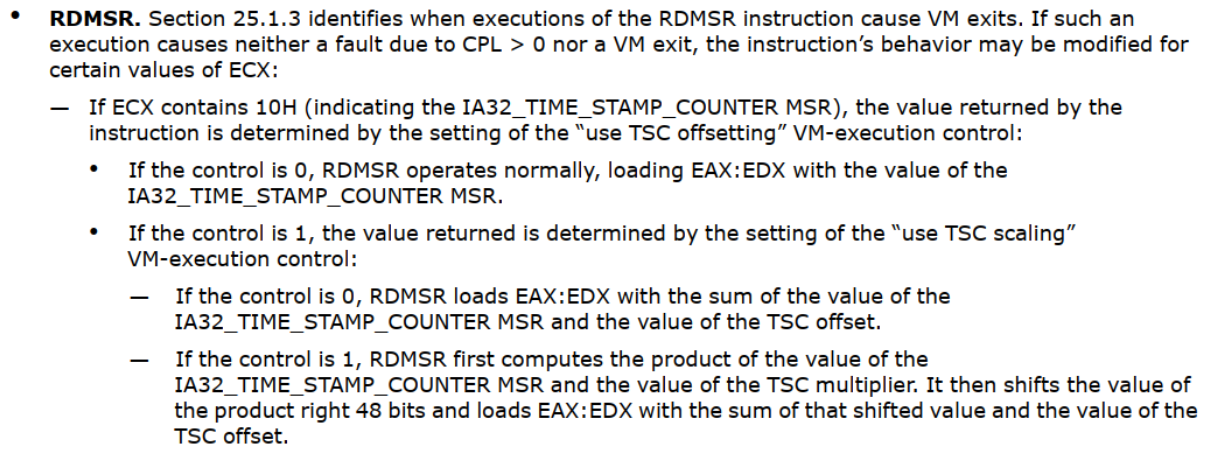 • RDMSR. Section 25.1.3 identifies when executions of the RDMSR instruction cause VM exits. If such an
execution causes neither a fault due to CPL > 0 nor a VM exit, the instruction’s behavior may be modified for
certain values of ECX:
— If ECX contains 10H (indicating the IA32_TIME_STAMP_COUNTER MSR), the value returned by the
instruction is determined by the setting of the “use TSC offsetting” VM-execution control:
• If the control is 0, RDMSR operates normally, loading EAX:EDX with the value of the
IA32_TIME_STAMP_COUNTER MSR.
• If the control is 1, the value returned is determined by the setting of the “use TSC scaling”
VM-execution control:
— If the control is 0, RDMSR loads EAX:EDX with the sum of the value of the
IA32_TIME_STAMP_COUNTER MSR and the value of the TSC offset.
— If the control is 1, RDMSR first computes the product of the value of the
IA32_TIME_STAMP_COUNTER MSR and the value of the TSC multiplier. It then shifts the value of
the product right 48 bits and loads EAX:EDX with the sum of that shifted value and the value of the
TSC offset.